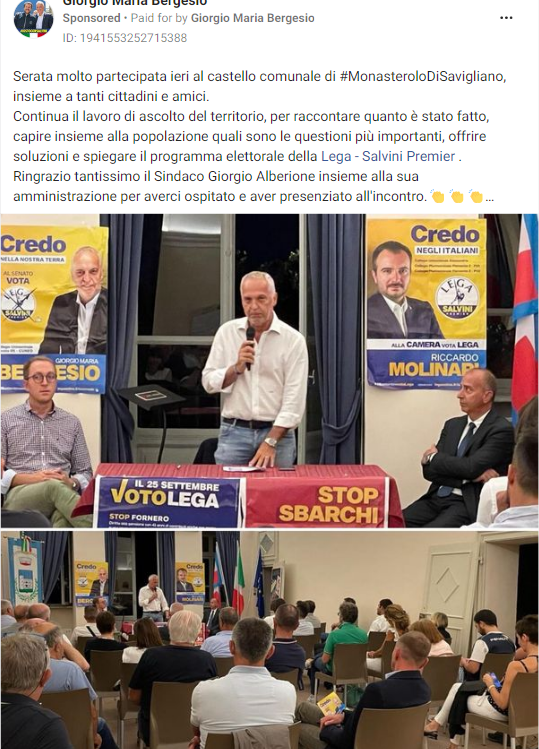 Giorgio Maria Bergesio
Sponsored • Paid for by Giorgio Maria Bergesio
ID: 1941553252715388
Serata molto partecipata ieri al castello comunale di #MonasteroloDiSavigliano,
insieme a tanti cittadini e amici.
Continua il lavoro di ascolto del territorio, per raccontare quanto è stato fatto,
capire insieme alla popolazione quali sono le questioni più importanti, offrire
soluzioni e spiegare il programma elettorale della Lega - Salvini Premier .
Ringrazio tantissimo il Sindaco Giorgio Alberione insieme alla sua
amministrazione per averci ospitato e aver presenziato all'incontro. 👏 👏 👏...
Credo
NELLA NOSTRA TERRA
AL SENATO
VOTA
LEGA
SALVINI
PREMIER
GIORGIO MARIA
BERGESIO
Credo
NEGLI ITALIANI
LEGA
SALVINI
PREMIER
ALLA CAMERA VOTA LEGA
RICCARDO
MOLINARI
IL 25 SETTEMBRE
VOTO LEGA
STOP FORNERO
STOP
SBARCHI
Credo
Credo